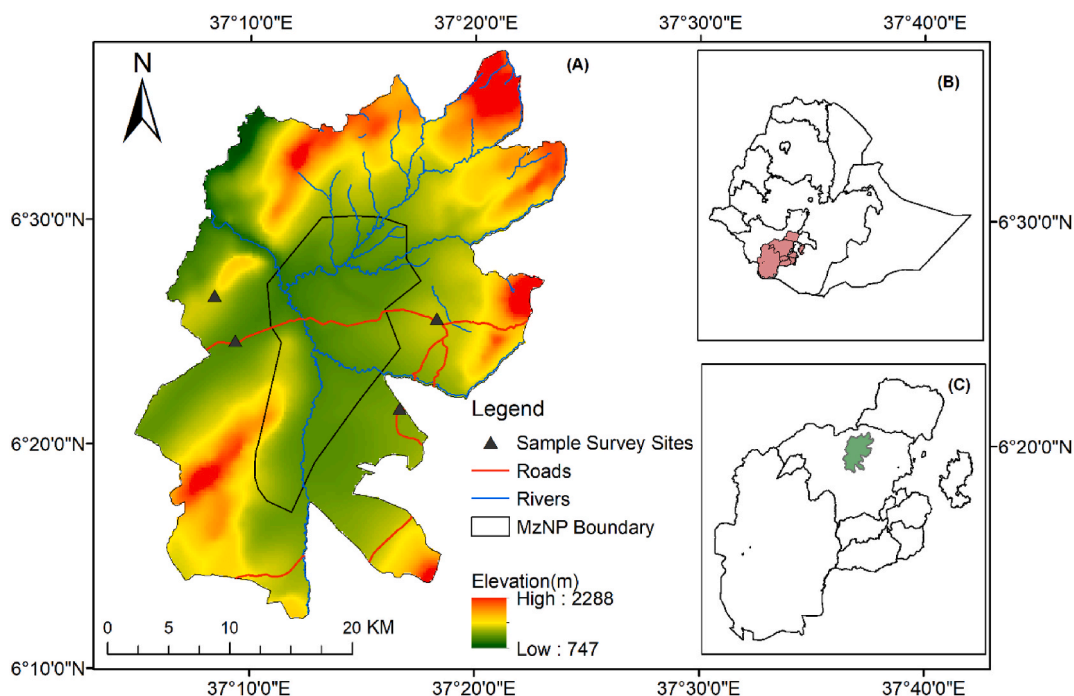 37°10'0"E 37°20'0"E 37°30'0"E 37°40'0"E
N
(A)
(B)
6°30'0"N 6°30'0"N
(C)
Legend
Sample Survey Sites
Roads
Rivers
MzNP Boundary
6°20'0"N 6°20'0"N
Elevation(m)
High : 2288
Low : 747
0 5 10 20 KM
6°10'0"N 6°10'0"N
37°10'0"E 37°20'0"E 37°30'0"E 37°40'0"E